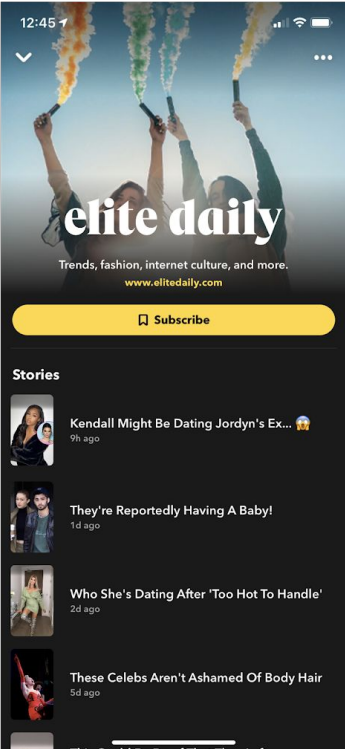 12:45
elite daily
Trends, fashion, internet culture, and more.
www.elitedaily.com
Subscribe
Stories
Kendall Might Be Dating Jordyn's Ex... 😱
9h ago
They're Reportedly Having A Baby!
1d ago
Who She's Dating After 'Too Hot To Handle'
2d ago
These Celebs Aren't Ashamed Of Body Hair
5d ago